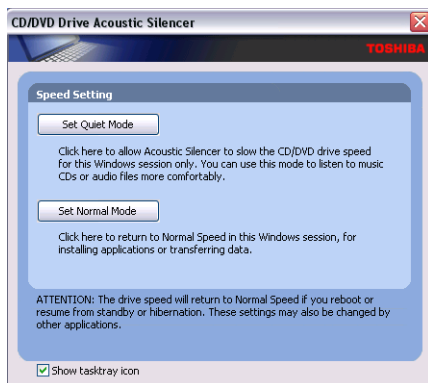 CD/DVD Drive Acoustic Silencer
TOSHIBA
Speed Setting
Set Quiet Mode
Click here to allow Acoustic Silencer to slow the CD/DVD drive speed
for this Windows session only. You can use this mode to listen to music
CDs or audio files more comfortably.
Set Normal Mode
Click here to return to Normal Speed in this Windows session, for
installing applications or transferring data.
ATTENTION: The drive speed will return to Normal Speed if you reboot or
resume from standby or hibernation. These settings may also be changed by
other applications.
Show tasktray icon